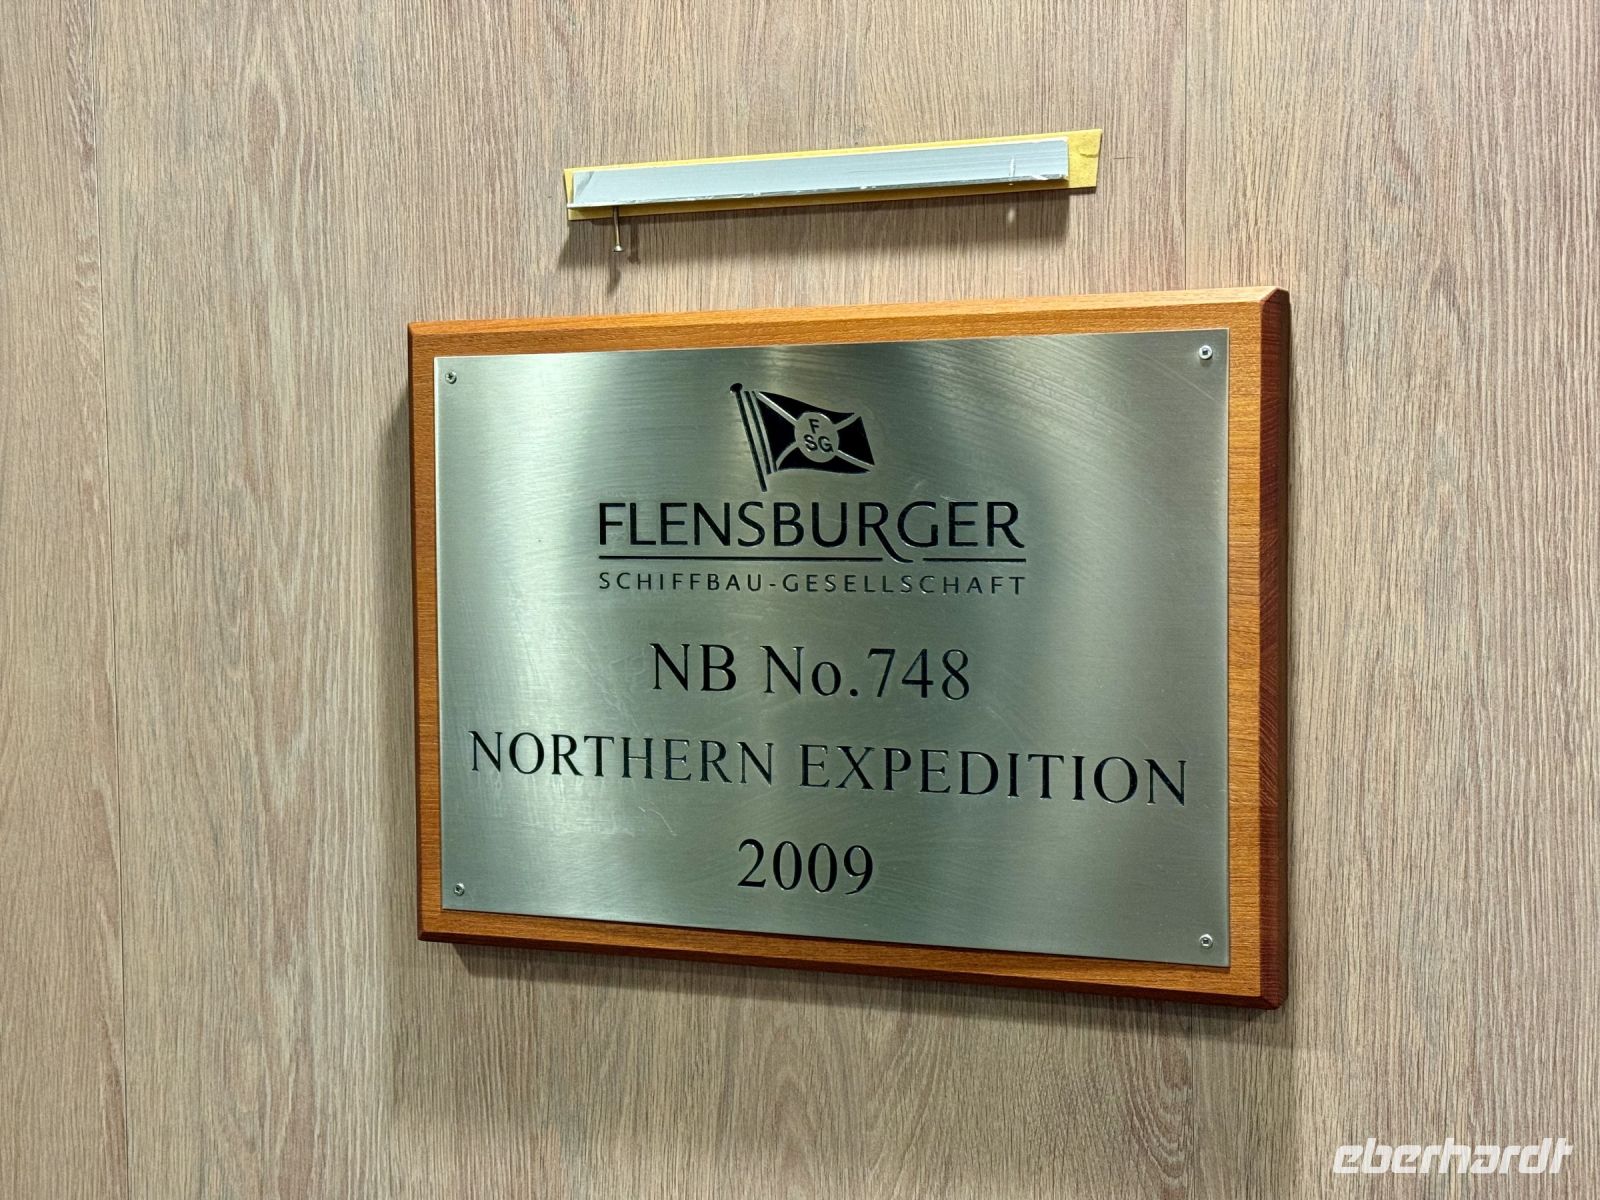 F
SG
FLENSBURGER
SCHIFFBAU-GESELLSCHAFT
NB No.748
NORTHERN EXPEDITION
2009
eberhardt